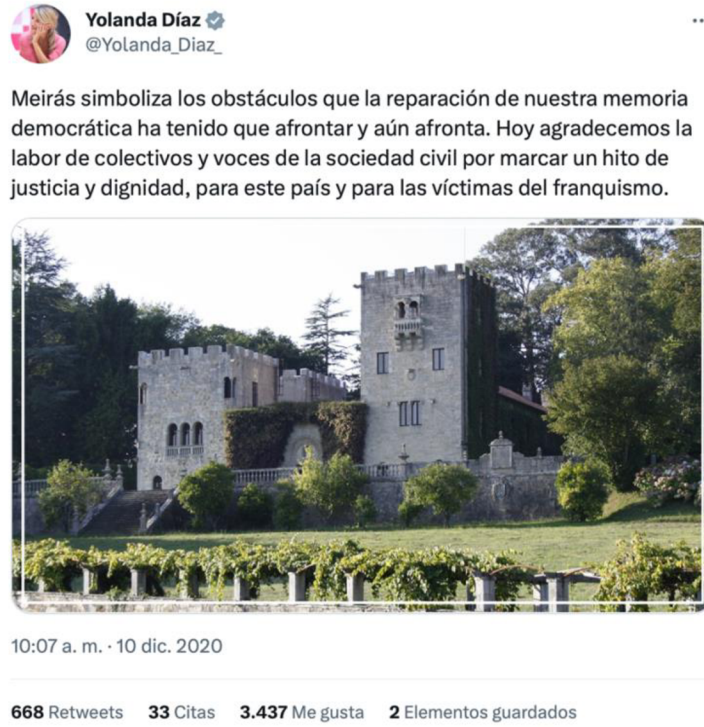 Yolanda Díaz
@Yolanda_Diaz_
Meirás simboliza los obstáculos que la reparación de nuestra memoria
democrática ha tenido que afrontar y aún afronta. Hoy agradecemos la
labor de colectivos y voces de la sociedad civil por marcar un hito de
justicia y dignidad, para este país y para las víctimas del franquismo.
10:07 a. m. · 10 dic. 2020
668 Retweets 33 Citas 3.437 Me gusta 2 Elementos guardados